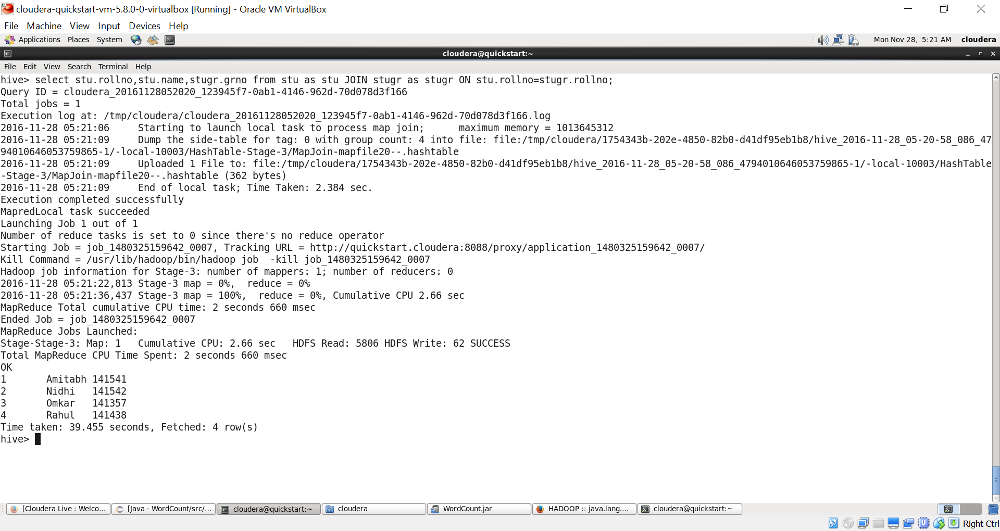 cloudera-quickstart-vm-5.8.0-0-virtualbox [Running] - Oracle VM VirtualBox
File Machine View Input Devices Help
Applications Places System Mon Nov 28, 5:21 AM cloudera
cloudera@quickstart:~
File Edit View Search Terminal Help
hive> select stu.rollno,stu.name,stugr.grno from stu as stu JOIN stugr as stugr ON stu.rollno=stugr.rollno;
Query ID = cloudera_20161128052020_123945f7-0ab1-4146-962d-70d078d3f166
Total jobs = 1
Execution log at: /tmp/cloudera/cloudera_20161128052020_123945f7-0ab1-4146-962d-70d078d3f166.log
2016-11-28 05:21:06     Starting to launch local task to process map join;      maximum memory = 1013645312
2016-11-28 05:21:09     Dump the side-table for tag: 0 with group count: 4 into file: file:/tmp/cloudera/1754343b-202e-4850-82b0-d41df95eb1b8/hive_2016-11-28_05-20-58_086_47
94010646053759865-1/-local-10003/HashTable-Stage-3/MapJoin-mapfile20--.hashtable
2016-11-28 05:21:09     Uploaded 1 File to: file:/tmp/cloudera/1754343b-202e-4850-82b0-d41df95eb1b8/hive_2016-11-28_05-20-58_086_4794010646053759865-1/-local-10003/HashTable
-Stage-3/MapJoin-mapfile20--.hashtable (362 bytes)
2016-11-28 05:21:09     End of local task; Time Taken: 2.384 sec.
Execution completed successfully
MapredLocal task succeeded
Launching Job 1 out of 1
Number of reduce tasks is set to 0 since there's no reduce operator
Starting Job = job_1480325159642_0007, Tracking URL = http://quickstart.cloudera:8088/proxy/application_1480325159642_0007/
Kill Command = /usr/lib/hadoop/bin/hadoop job  -kill job_1480325159642_0007
Hadoop job information for Stage-3: number of mappers: 1; number of reducers: 0
2016-11-28 05:21:22,813 Stage-3 map = 0%,  reduce = 0%
2016-11-28 05:21:36,437 Stage-3 map = 100%,  reduce = 0%, Cumulative CPU 2.66 sec
MapReduce Total cumulative CPU time: 2 seconds 660 msec
Ended Job = job_1480325159642_0007
MapReduce Jobs Launched:
Stage-Stage-3: Map: 1   Cumulative CPU: 2.66 sec   HDFS Read: 5806 HDFS Write: 62 SUCCESS
Total MapReduce CPU Time Spent: 2 seconds 660 msec
OK
1       Amitabh 141541
2       Nidhi   141542
3       Omkar   141357
4       Rahul   141438
Time taken: 39.455 seconds, Fetched: 4 row(s)
hive>
[Cloudera Live : Welco... [Java - WordCount/src/... cloudera@quickstart:~ cloudera WordCount.jar HADOOP :: java.lang.... cloudera@quickstart:~
Right Ctrl